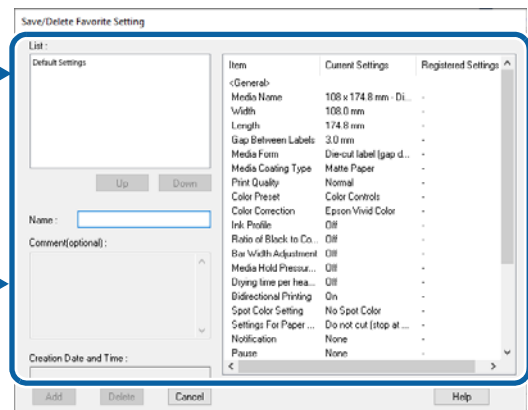 Save/Delete Favorite Setting
List :
Default Settings
Up Down
Name :
Comment(optional) :
Creation Date and Time :
Item Current Settings Registered Settings
<General>
Media Name 108 x 174.8 mm - Di... -
Width 108.0 mm -
Length 174.8 mm -
Gap Between Labels 3.0 mm -
Media Form Die-cut label (gap d... -
Media Coating Type Matte Paper -
Print Quality Normal -
Color Preset Color Controls -
Color Correction Epson Vivid Color -
Ink Profile Off -
Ratio of Black to Co... Off -
Bar Width Adjustment Off -
Media Hold Pressur... Off -
Drying time per hea... Off -
Bidirectional Printing On -
Spot Color Setting No Spot Color -
Settings For Paper ... Do not cut (stop at ... -
Notification None -
Pause None -
Add Delete Cancel Help